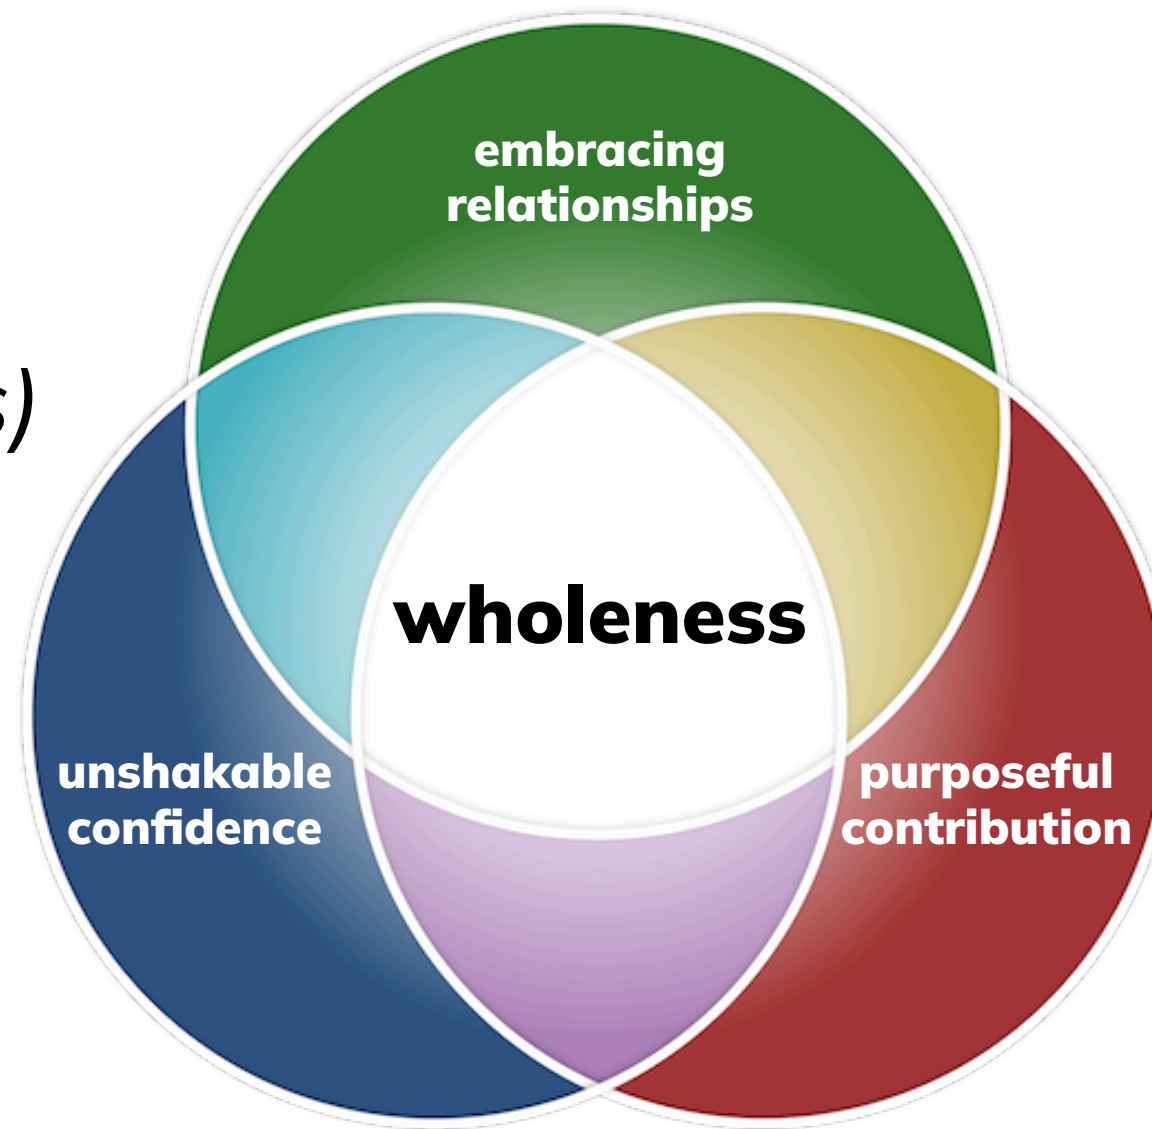 embracing
relationships
s)
wholeness
unshakable
confidence
purposeful
contribution